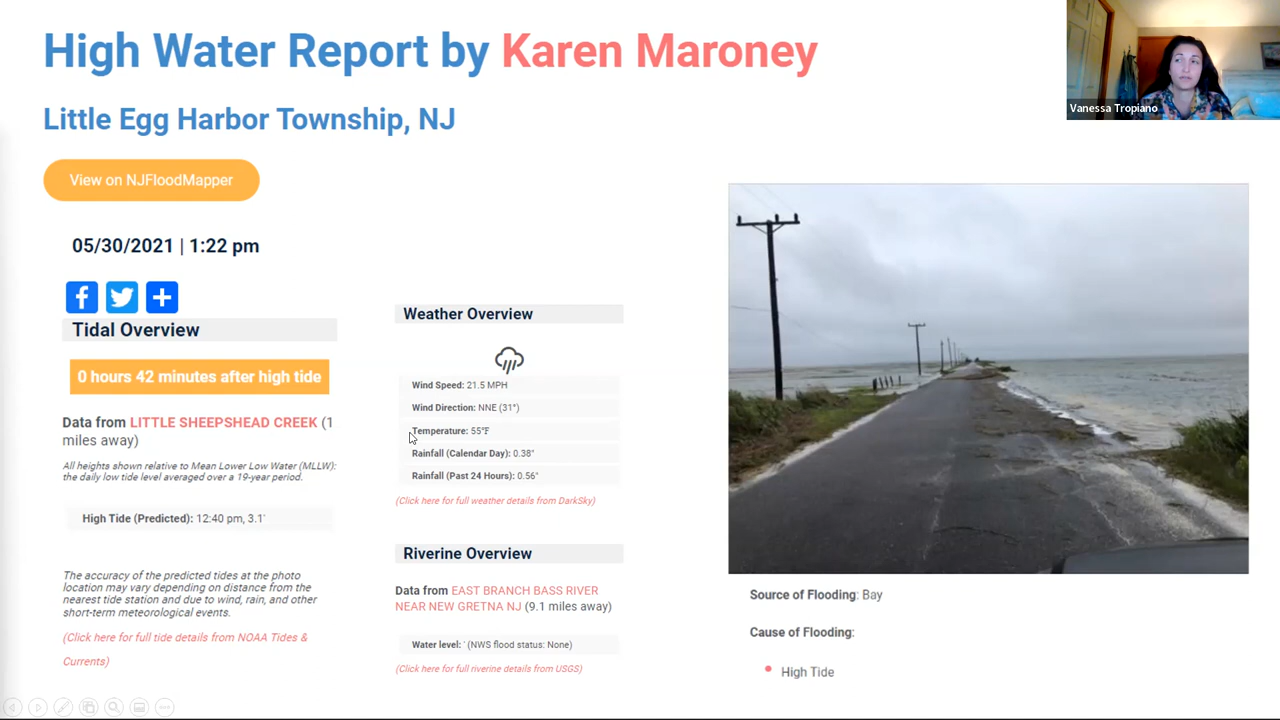 High Water Report by Karen Maroney
Vanessa Tropiano
Little Egg Harbor Township, NJ
View on NJFloodMapper
05/30/2021 | 1:22 pm
Tidal Overview
0 hours 42 minutes after high tide
Data from LITTLE SHEEPSHEAD CREEK (1
miles away)
All heights shown relative to Mean Lower Low Water (MLLW):
the daily low tide level averaged over a 19-year period.
High Tide (Predicted): 12:40 pm, 3.1'
The accuracy of the predicted tides at the photo
location may vary depending on distance from the
nearest tide station and due to wind, rain, and other
short-term meteorological events.
(Click here for full tide details from NOAA Tides &
Currents)
Weather Overview
Wind Speed: 21.5 MPH
Wind Direction: NNE (31°)
Temperature: 55°F
Rainfall (Calendar Day): 0.38"
Rainfall (Past 24 Hours): 0.56"
(Click here for full weather details from DarkSky)
Riverine Overview
Data from EAST BRANCH BASS RIVER
NEAR NEW GRETNA NJ (9.1 miles away)
Water level: ' (NWS flood status: None)
(Click here for full riverine details from USGS)
Source of Flooding: Bay
Cause of Flooding:
High Tide